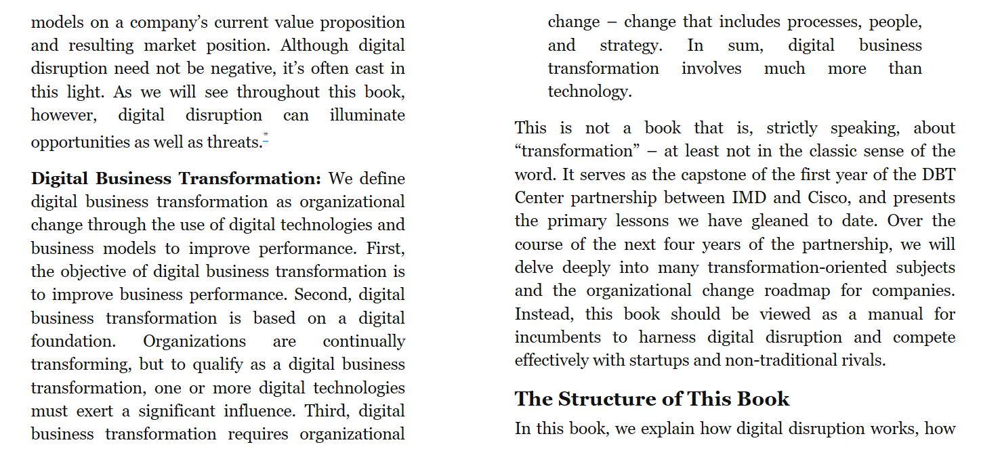 models on a company’s current value proposition
and resulting market position. Although digital
disruption need not be negative, it’s often cast in
this light. As we will see throughout this book,
however, digital disruption can illuminate
opportunities as well as threats.*
Digital Business Transformation: We define
digital business transformation as organizational
change through the use of digital technologies and
business models to improve performance. First,
the objective of digital business transformation is
to improve business performance. Second, digital
business transformation is based on a digital
foundation. Organizations are continually
transforming, but to qualify as a digital business
transformation, one or more digital technologies
must exert a significant influence. Third, digital
business transformation requires organizational
change – change that includes processes, people,
and strategy. In sum, digital business
transformation involves much more than
technology.
This is not a book that is, strictly speaking, about
“transformation” – at least not in the classic sense of the
word. It serves as the capstone of the first year of the DBT
Center partnership between IMD and Cisco, and presents
the primary lessons we have gleaned to date. Over the
course of the next four years of the partnership, we will
delve deeply into many transformation-oriented subjects
and the organizational change roadmap for companies.
Instead, this book should be viewed as a manual for
incumbents to harness digital disruption and compete
effectively with startups and non-traditional rivals.
The Structure of This Book
In this book, we explain how digital disruption works, how